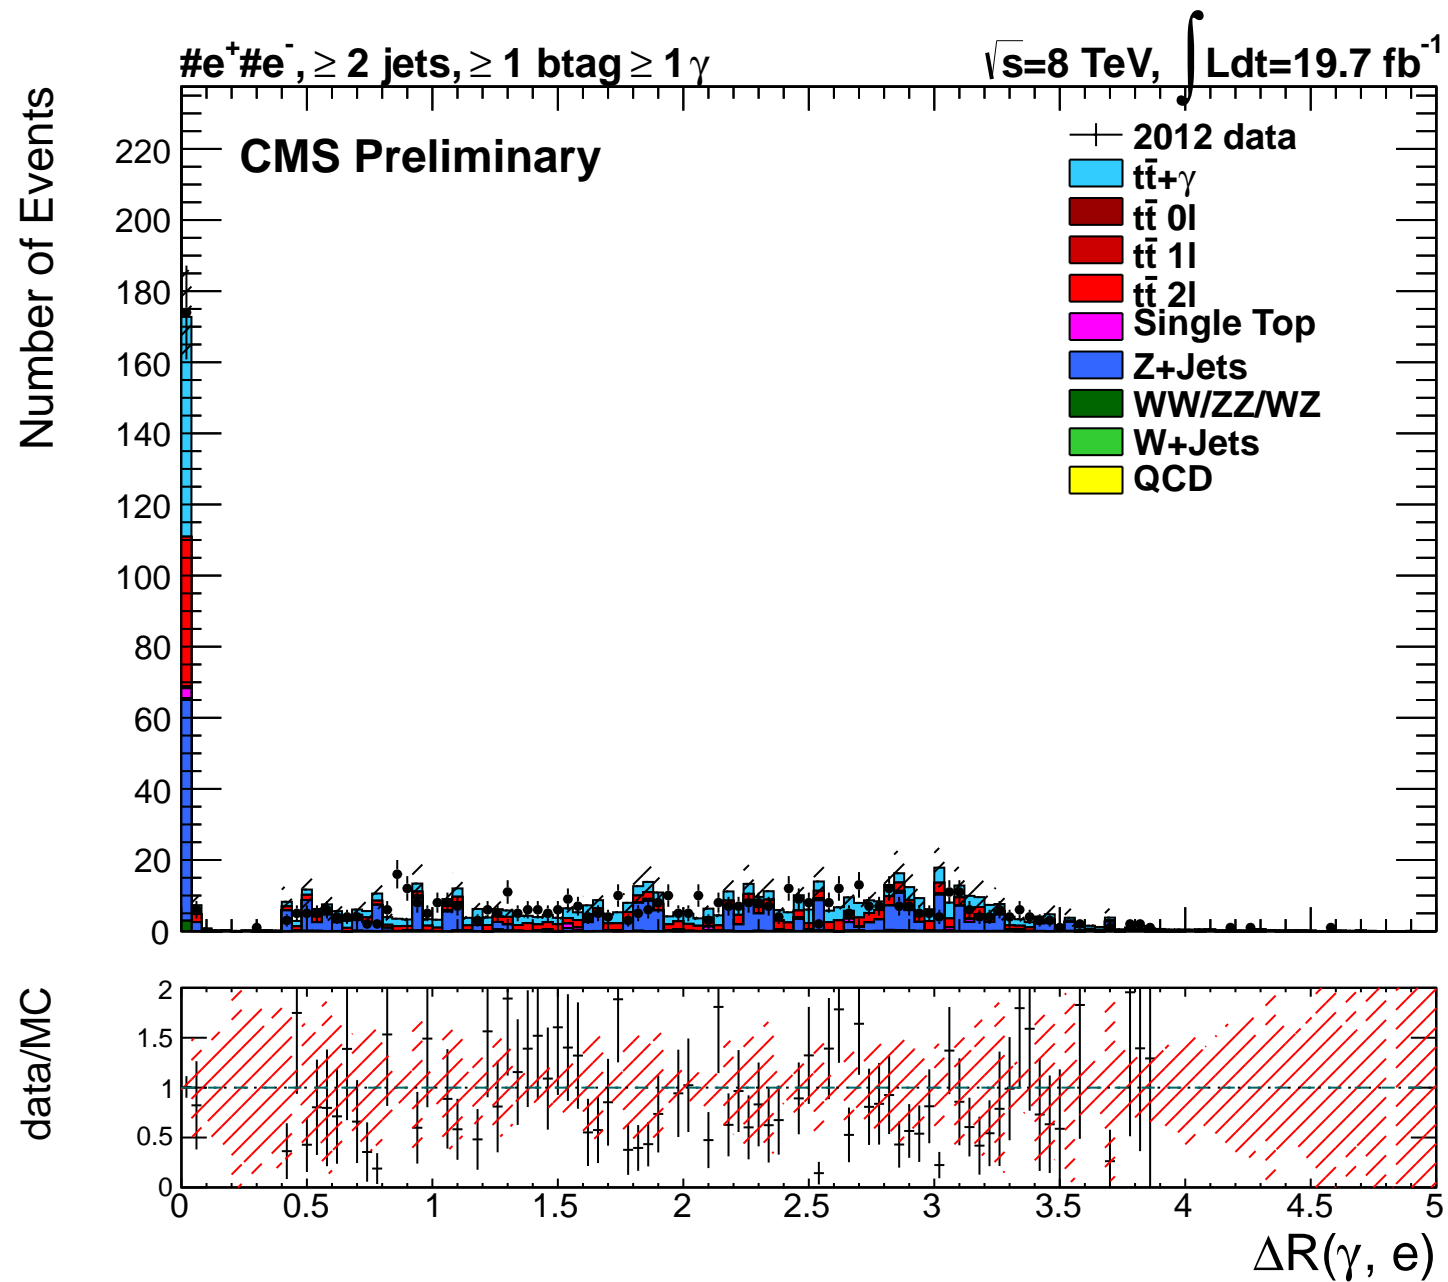 #e⁺#e⁻, ≥ 2 jets, ≥ 1 btag ≥ 1 γ
√s=8 TeV, ∫ Ldt=19.7 fb⁻¹
CMS Preliminary
2012 data
tt̄+γ
tt̄ 0l
tt̄ 1l
tt̄ 2l
Single Top
Z+Jets
WW/ZZ/WZ
W+Jets
QCD
Number of Events
220
200
180
160
140
120
100
80
60
40
20
0
data/MC
2
1.5
1
0.5
0
0 0.5 1 1.5 2 2.5 3 3.5 4 4.5 5
ΔR(γ, e)